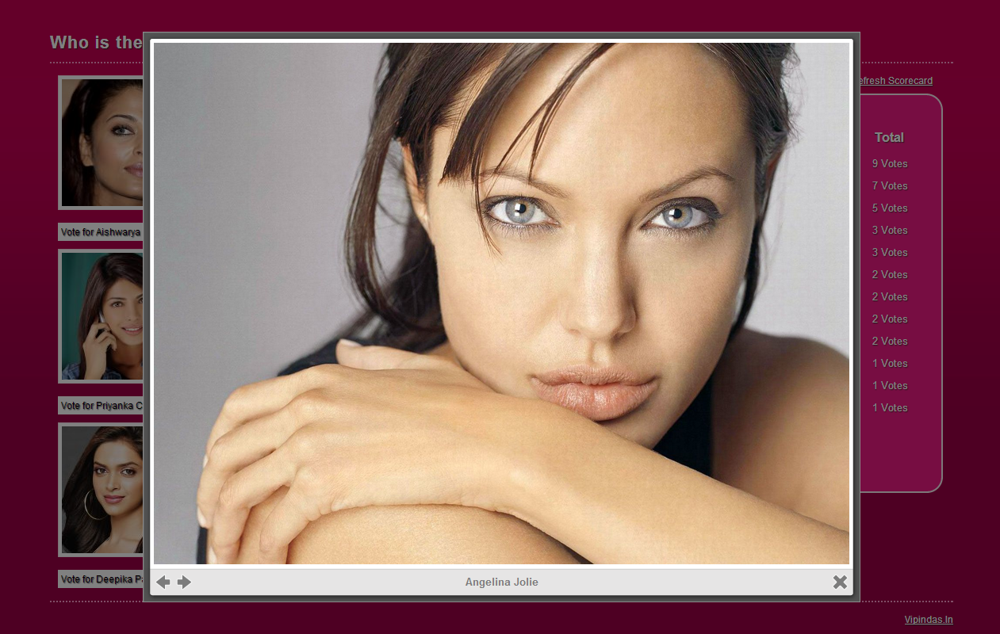 Who is the
efresh Scorecard
Total
9 Votes
7 Votes
5 Votes
Vote for Aishwarya
3 Votes
3 Votes
2 Votes
2 Votes
2 Votes
2 Votes
1 Votes
1 Votes
Vote for Priyanka C
1 Votes
Vote for Deepika P
Angelina Jolie
Vipindas.In